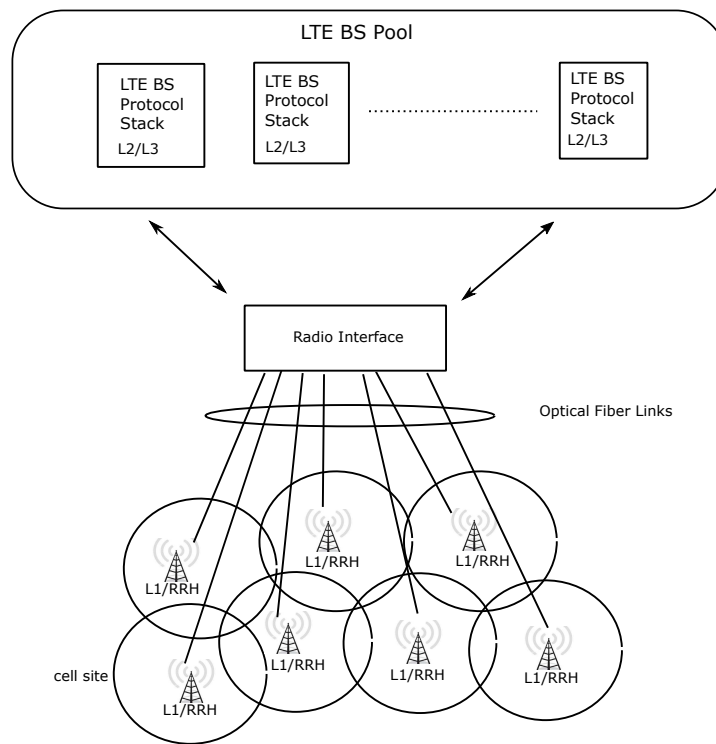 LTE BS Pool
LTE BS
Protocol
Stack
L2/L3
LTE BS
Protocol
Stack
L2/L3
LTE BS
Protocol
Stack
L2/L3
Radio Interface
Optical Fiber Links
L1/RRH
L1/RRH
L1/RRH
L1/RRH
L1/RRH
L1/RRH
cell site
L1/RRH